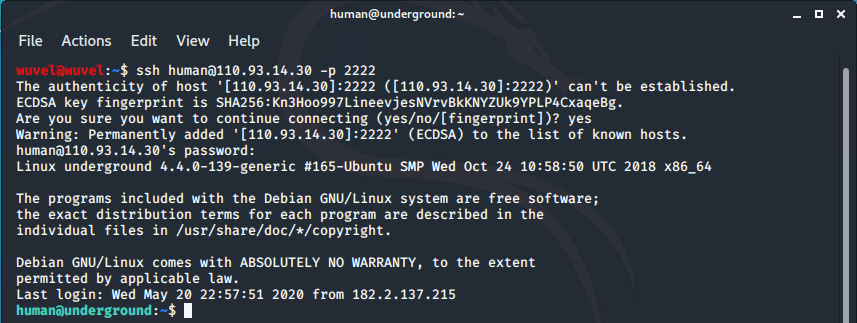 human@underground: ~
File Actions Edit View Help
wuvel@wuvel:~$ ssh human@110.93.14.30 -p 2222
The authenticity of host '[110.93.14.30]:2222 ([110.93.14.30]:2222)' can't be established.
ECDSA key fingerprint is SHA256:Kn3Hoo997LineevjesNVrvBkKNYZUk9YPLP4CxaqeBg.
Are you sure you want to continue connecting (yes/no/[fingerprint])? yes
Warning: Permanently added '[110.93.14.30]:2222' (ECDSA) to the list of known hosts.
human@110.93.14.30's password:
Linux underground 4.4.0-139-generic #165-Ubuntu SMP Wed Oct 24 10:58:50 UTC 2018 x86_64
The programs included with the Debian GNU/Linux system are free software;
the exact distribution terms for each program are described in the
individual files in /usr/share/doc/*/copyright.
Debian GNU/Linux comes with ABSOLUTELY NO WARRANTY, to the extent
permitted by applicable law.
Last login: Wed May 20 22:57:51 2020 from 182.2.137.215
human@underground:~$